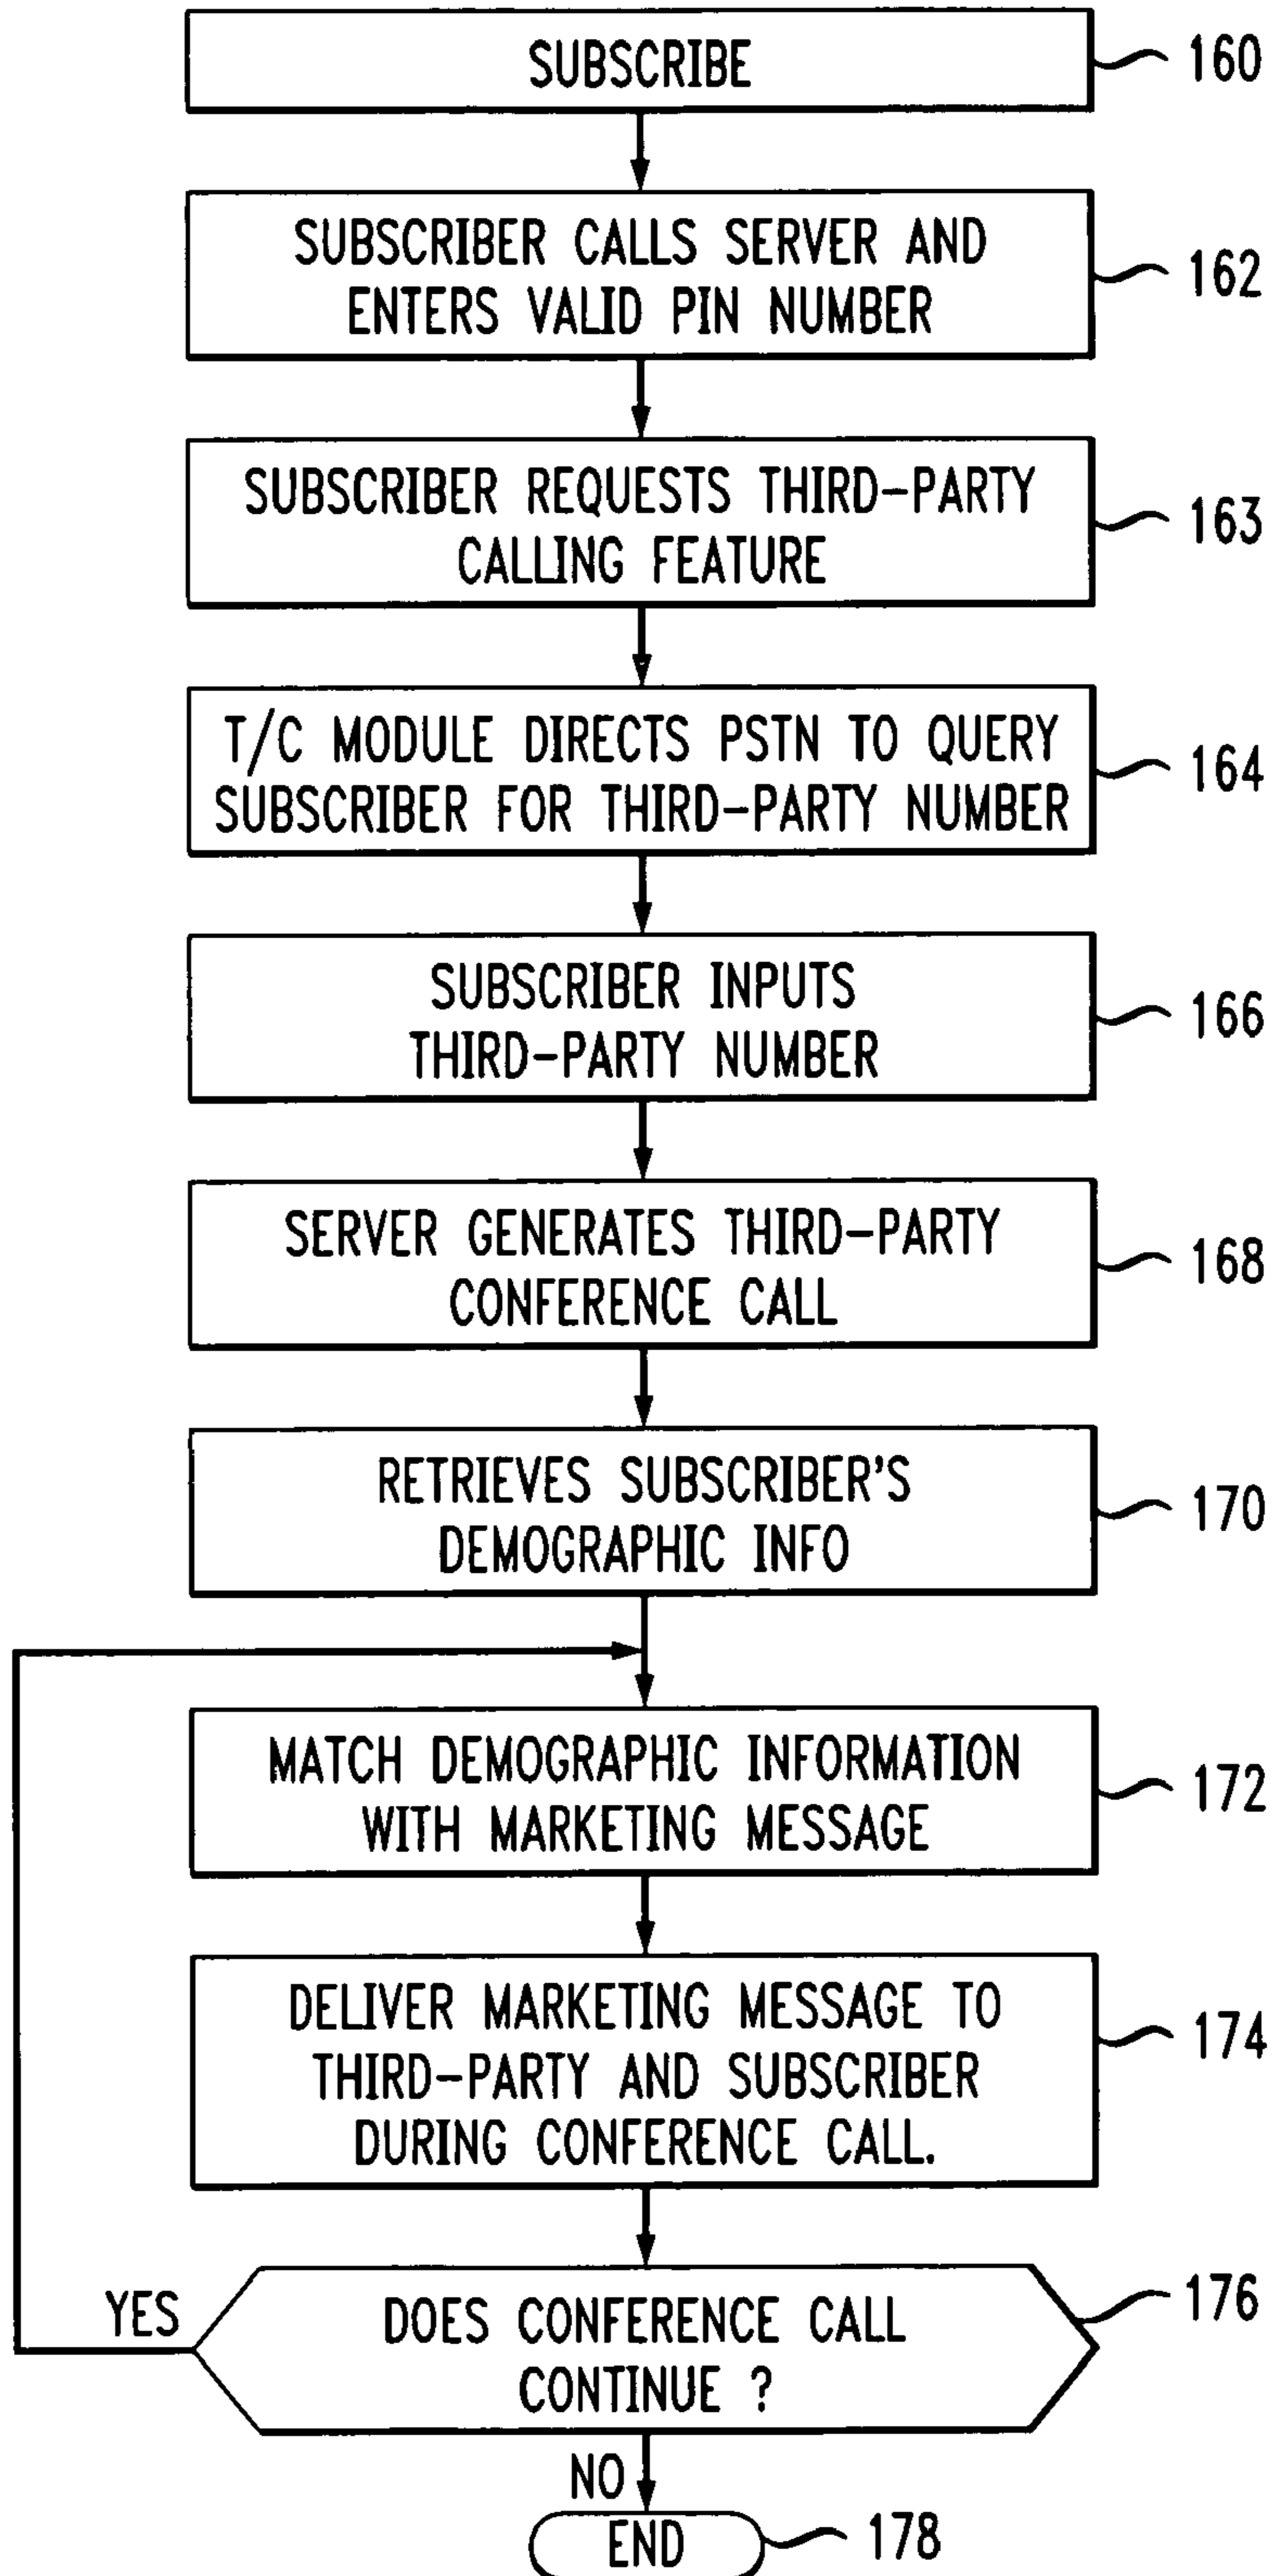 SUBSCRIBE
160
SUBSCRIBER CALLS SERVER AND
ENTERS VALID PIN NUMBER
162
SUBSCRIBER REQUESTS THIRD-PARTY
CALLING FEATURE
163
T/C MODULE DIRECTS PSTN TO QUERY
SUBSCRIBER FOR THIRD-PARTY NUMBER
164
SUBSCRIBER INPUTS
THIRD-PARTY NUMBER
166
SERVER GENERATES THIRD-PARTY
CONFERENCE CALL
168
RETRIEVES SUBSCRIBER'S
DEMOGRAPHIC INFO
170
MATCH DEMOGRAPHIC INFORMATION
WITH MARKETING MESSAGE
172
DELIVER MARKETING MESSAGE TO
THIRD-PARTY AND SUBSCRIBER
DURING CONFERENCE CALL.
174
YES
DOES CONFERENCE CALL
CONTINUE ?
176
NO
END
178